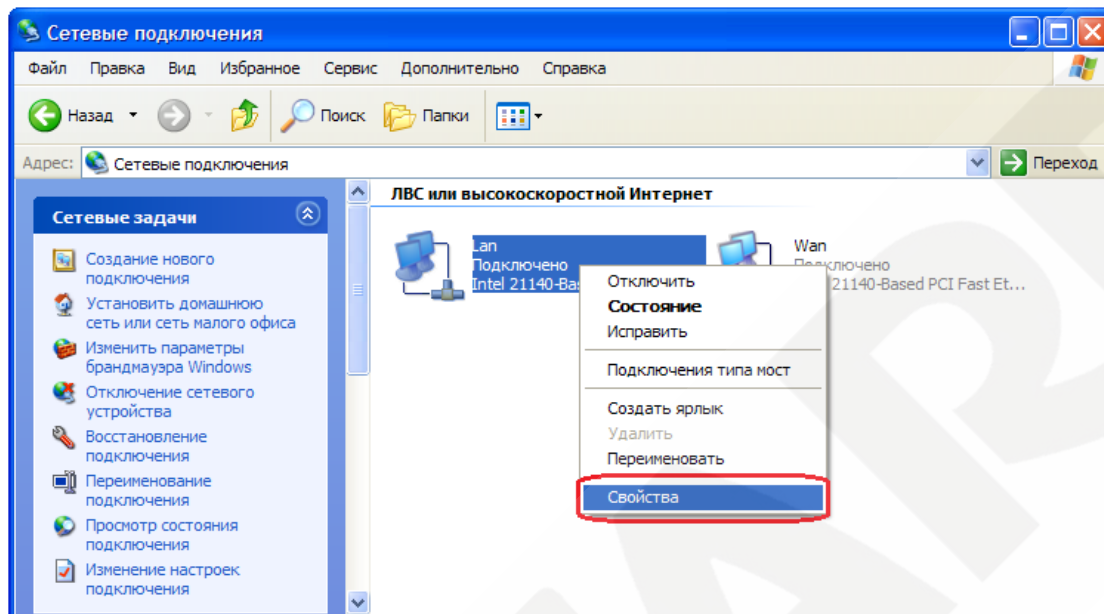 Сетевые подключения
Файл Правка Вид Избранное Сервис Дополнительно Справка
Назад Поиск Папки
Адрес: Сетевые подключения Переход
Сетевые задачи
Создание нового
подключения
Установить домашнюю
сеть или сеть малого офиса
Изменить параметры
брандмауэра Windows
Отключение сетевого
устройства
Восстановление
подключения
Переименование
подключения
Просмотр состояния
подключения
Изменение настроек
подключения
ЛВС или высокоскоростной Интернет
Lan
Подключено
Intel 21140-Bas
Wan
Подключено
21140-Based PCI Fast Et...
Отключить
Состояние
Исправить
Подключения типа мост
Создать ярлык
Удалить
Переименовать
Свойства